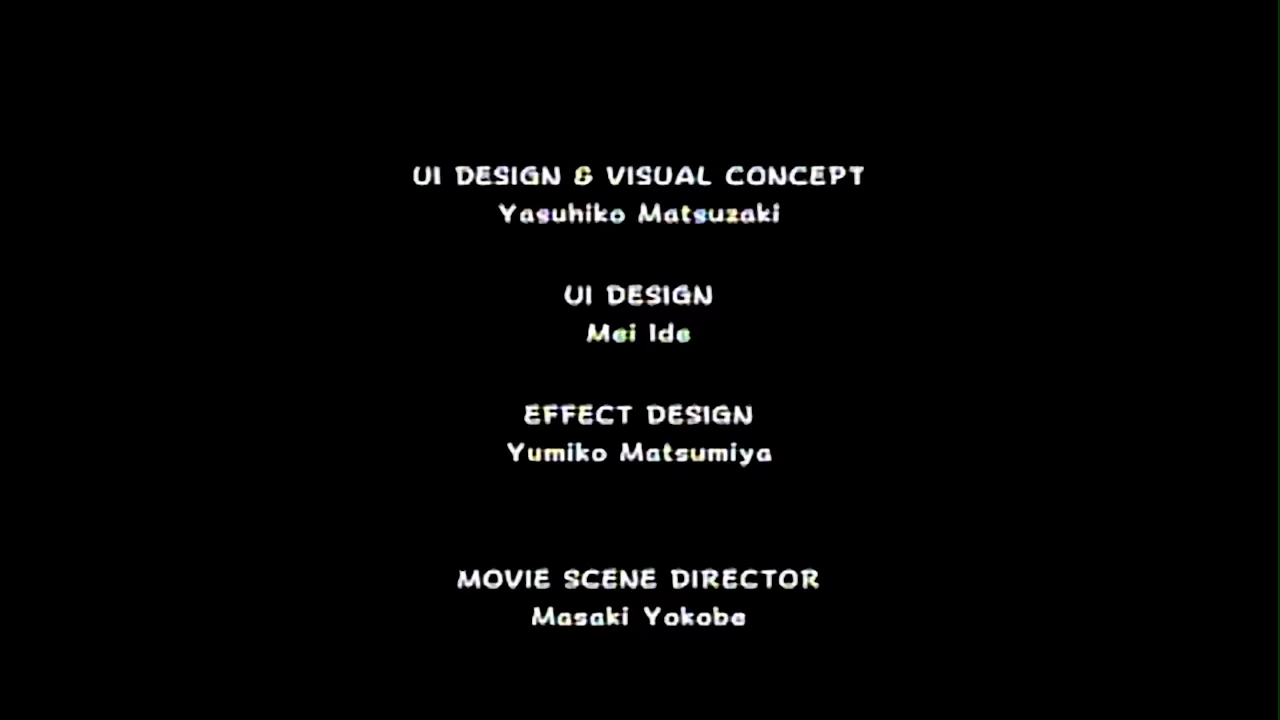 UI DESIGN & VISUAL CONCEPT
Yasuhiko Matsuzaki
UI DESIGN
Mei Ide
EFFECT DESIGN
Yumiko Matsumiya
MOVIE SCENE DIRECTOR
Masaki Yokobe